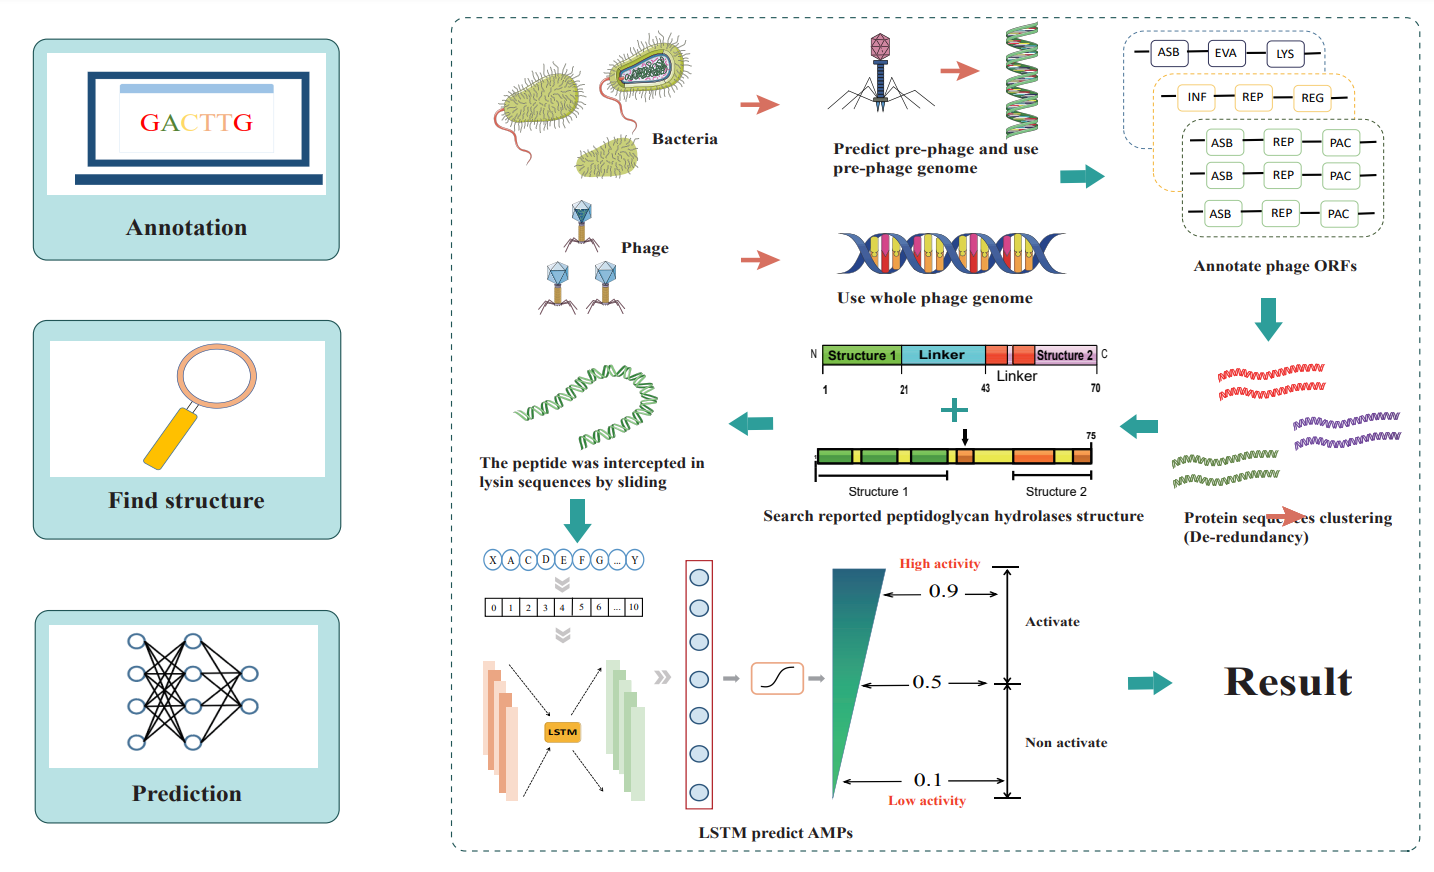 GACTTG
Annotation
Find structure
Prediction
Bacteria
Predict pre-phage and use
pre-phage genome
ASB EVA LYS
INF REP REG
ASB REP PAC
ASB REP PAC
ASB REP PAC
Annotate phage ORFs
Phage
Use whole phage genome
N Structure 1 Linker Structure 2 C
Linker
1 21 43 70
75
Structure 1 Structure 2
Search reported peptidoglycan hydrolases structure
Protein sequ es clustering
(De-redundancy)
The peptide was intercepted in
lysin sequences by sliding
X A C D E F G ... Y
0 1 2 3 4 5 6 ... 10
LSTM
High activity
0.9
Activate
0.5
Non activate
0.1
Low activity
LSTM predict AMPs
Result